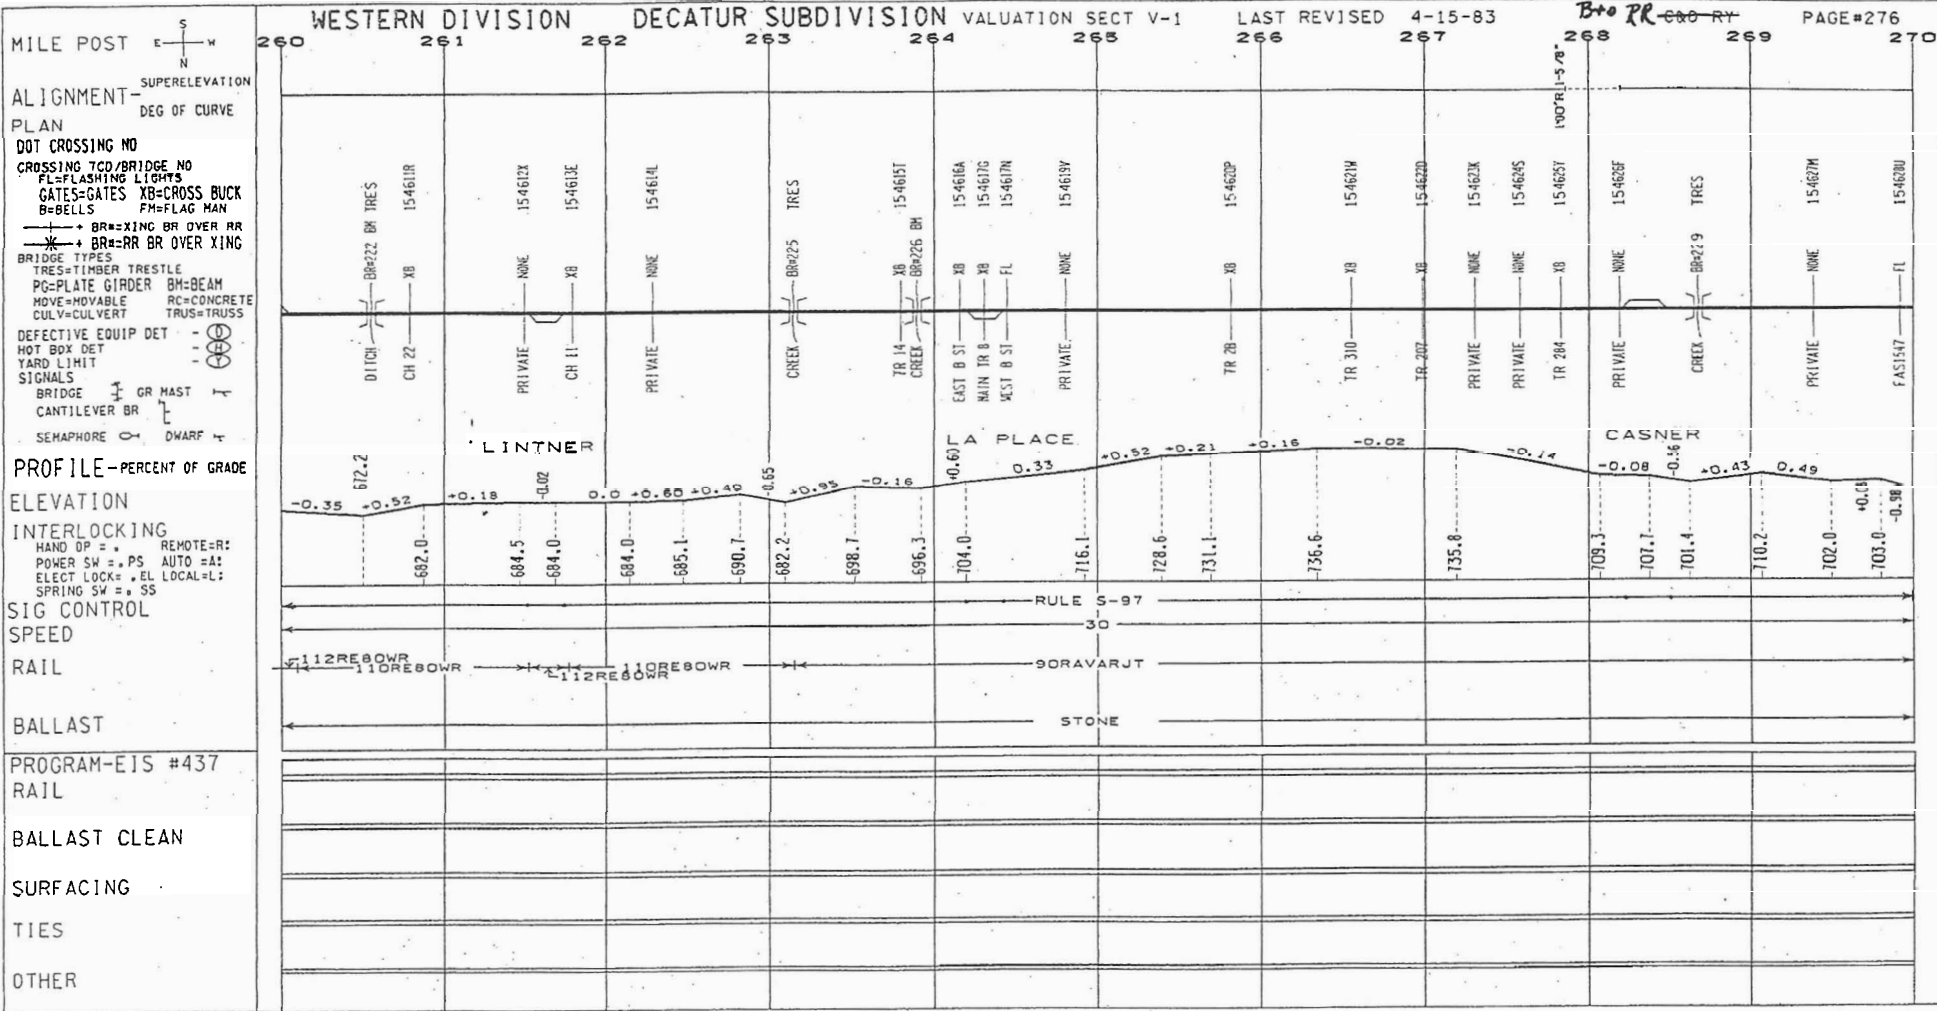 WESTERN DIVISION DECATUR SUBDIVISION VALUATION SECT V-1 LAST REVISED 4-15-83 B+O RR C&O RY PAGE#276
MILE POST S E W N 260 261 262 263 264 265 266 267 268 269 270
ALIGNMENT- SUPERELEVATION
DEG OF CURVE
1°00'R 1-5/8"
PLAN
DOT CROSSING NO
CROSSING TCD/BRIDGE NO
FL=FLASHING LIGHTS
GATES=GATES XB=CROSS BUCK
B=BELLS FM=FLAG MAN
+ BR#=XING BR OVER RR
+ BR#=RR BR OVER XING
BRIDGE TYPES
TRES=TIMBER TRESTLE
PG=PLATE GIRDER BM=BEAM
MOVE=MOVABLE RC=CONCRETE
CULV=CULVERT TRUS=TRUSS
DEFECTIVE EQUIP DET - D
HOT BOX DET - H
YARD LIMIT - Y
SIGNALS
BRIDGE GR MAST
CANTILEVER BR
SEMAPHORE DWARF
DITCH BR#222 BM TRES
CH 22 XB 154611R
PRIVATE NONE 154612X
CH 11 XB 154613E
PRIVATE NONE 154614L
CREEK BR#225 TRES
TR 14 XB 154615T
CREEK BR#226 BM
EAST B ST XB 154616A
MAIN TR B XB 154617G
WEST B ST FL 154617N
PRIVATE NONE 154619V
TR 28 XB 154620P
TR 310 XB 154621W
TR 207 XB 154622D
PRIVATE NONE 154623K
PRIVATE NONE 154624S
TR 284 XB 154625Y
PRIVATE NONE 154626F
CREEK BR#229 TRES
PRIVATE NONE 154627M
FAS1547 FL 154628U
LINTNER LA PLACE CASNER
PROFILE-PERCENT OF GRADE
-0.35 +0.52 +0.18 -0.02 0.0 +0.60 +0.40 -0.65 +0.95 -0.16 +0.60 0.33 +0.52 +0.21 +0.16 -0.02 -0.14 -0.08 -0.46 +0.43 0.49 -0.98
ELEVATION
672.2 682.0 684.5 684.0 684.0 685.1 690.7 682.2 698.7 696.3 704.0 716.1 728.6 731.1 736.6 735.8 709.3 707.7 701.4 710.2 702.0 703.0
INTERLOCKING
HAND OP = . REMOTE=R:
POWER SW =.PS AUTO =A:
ELECT LOCK= .EL LOCAL=L:
SPRING SW =. SS
SIG CONTROL RULE S-97
SPEED 30
RAIL 112RE80WR 110RE80WR 112RE80WR 110RE80WR 90RAVARJT
BALLAST STONE
PROGRAM-EIS #437
RAIL
BALLAST CLEAN
SURFACING
TIES
OTHER